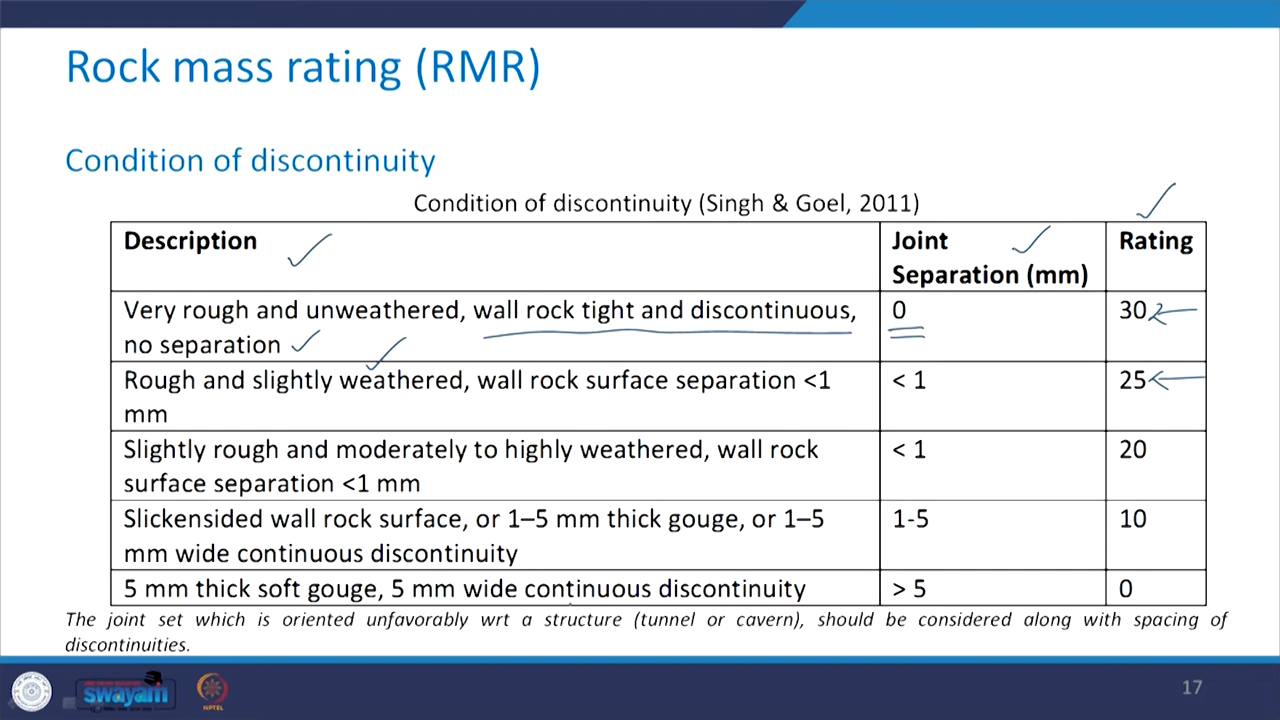 Rock mass rating (RMR)
Condition of discontinuity
Condition of discontinuity (Singh & Goel, 2011)
Description
Joint
Separation (mm)
Rating
Very rough and unweathered, wall rock tight and discontinuous,
no separation
0
30
Rough and slightly weathered, wall rock surface separation <1
mm
< 1
25
Slightly rough and moderately to highly weathered, wall rock
surface separation <1 mm
< 1
20
Slickensided wall rock surface, or 1–5 mm thick gouge, or 1–5
mm wide continuous discontinuity
1-5
10
5 mm thick soft gouge, 5 mm wide continuous discontinuity
> 5
0
The joint set which is oriented unfavorably wrt a structure (tunnel or cavern), should be considered along with spacing of
discontinuities.
swayam
NPTEL
17